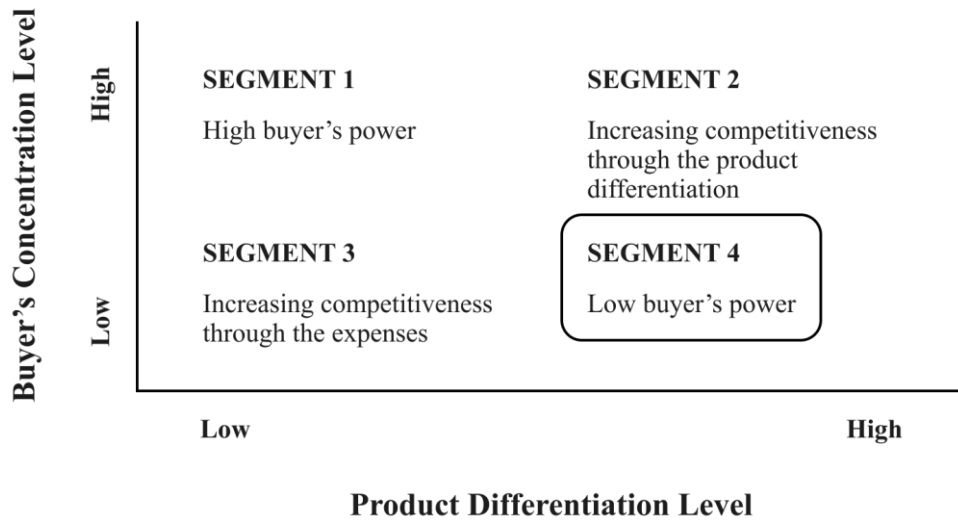 Buyer's Concentration Level
High
Low
SEGMENT 1
High buyer’s power
SEGMENT 2
Increasing competitiveness
through the product
differentiation
SEGMENT 3
Increasing competitiveness
through the expenses
SEGMENT 4
Low buyer’s power
Low
High
Product Differentiation Level